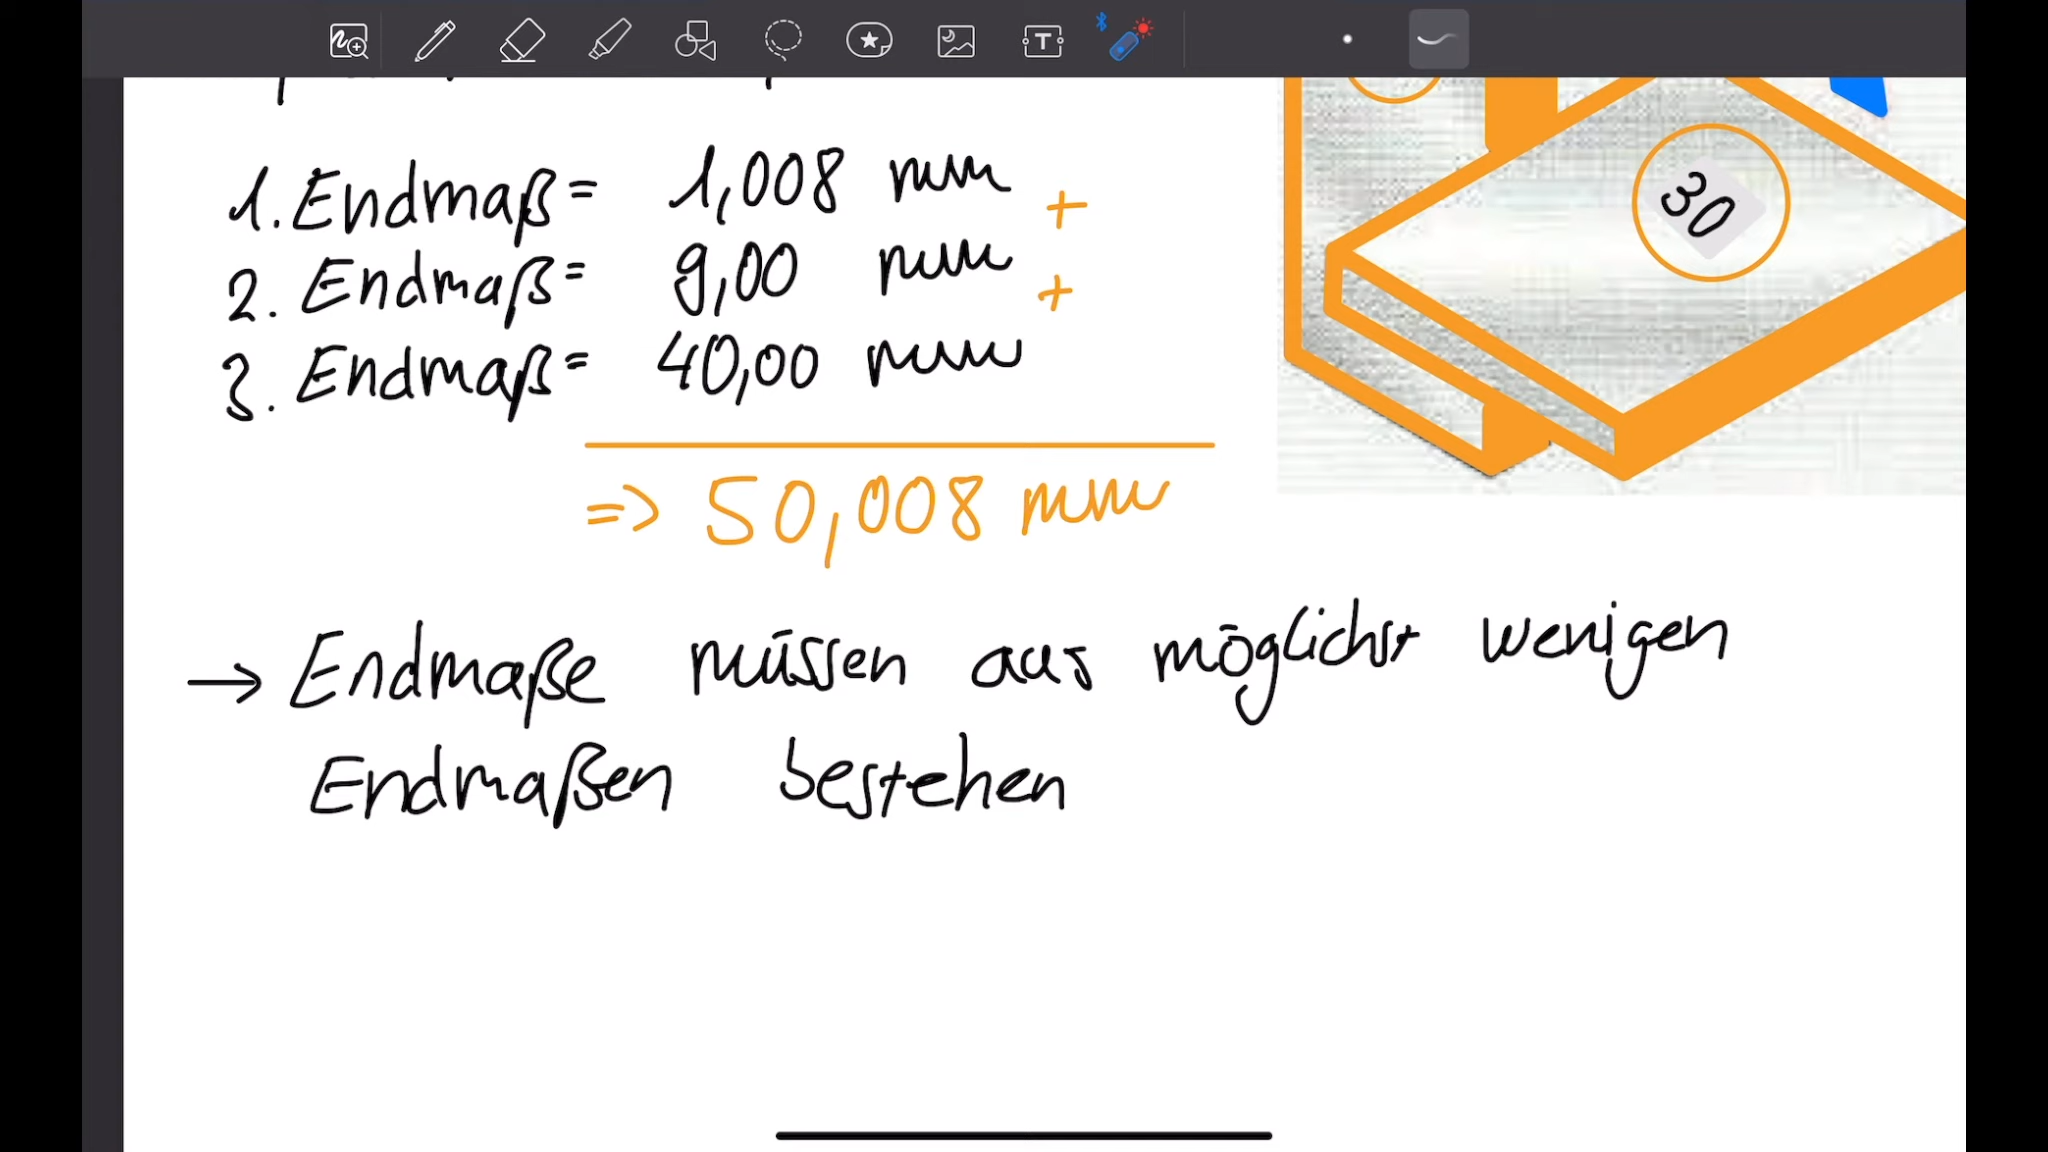 1. Endmaß = 1,008 mm +
2. Endmaß = 9,00 mm +
3. Endmaß = 40,00 mm
=> 50,008 mm
→ Endmaße müssen aus möglichst wenigen
Endmaßen bestehen
30
T